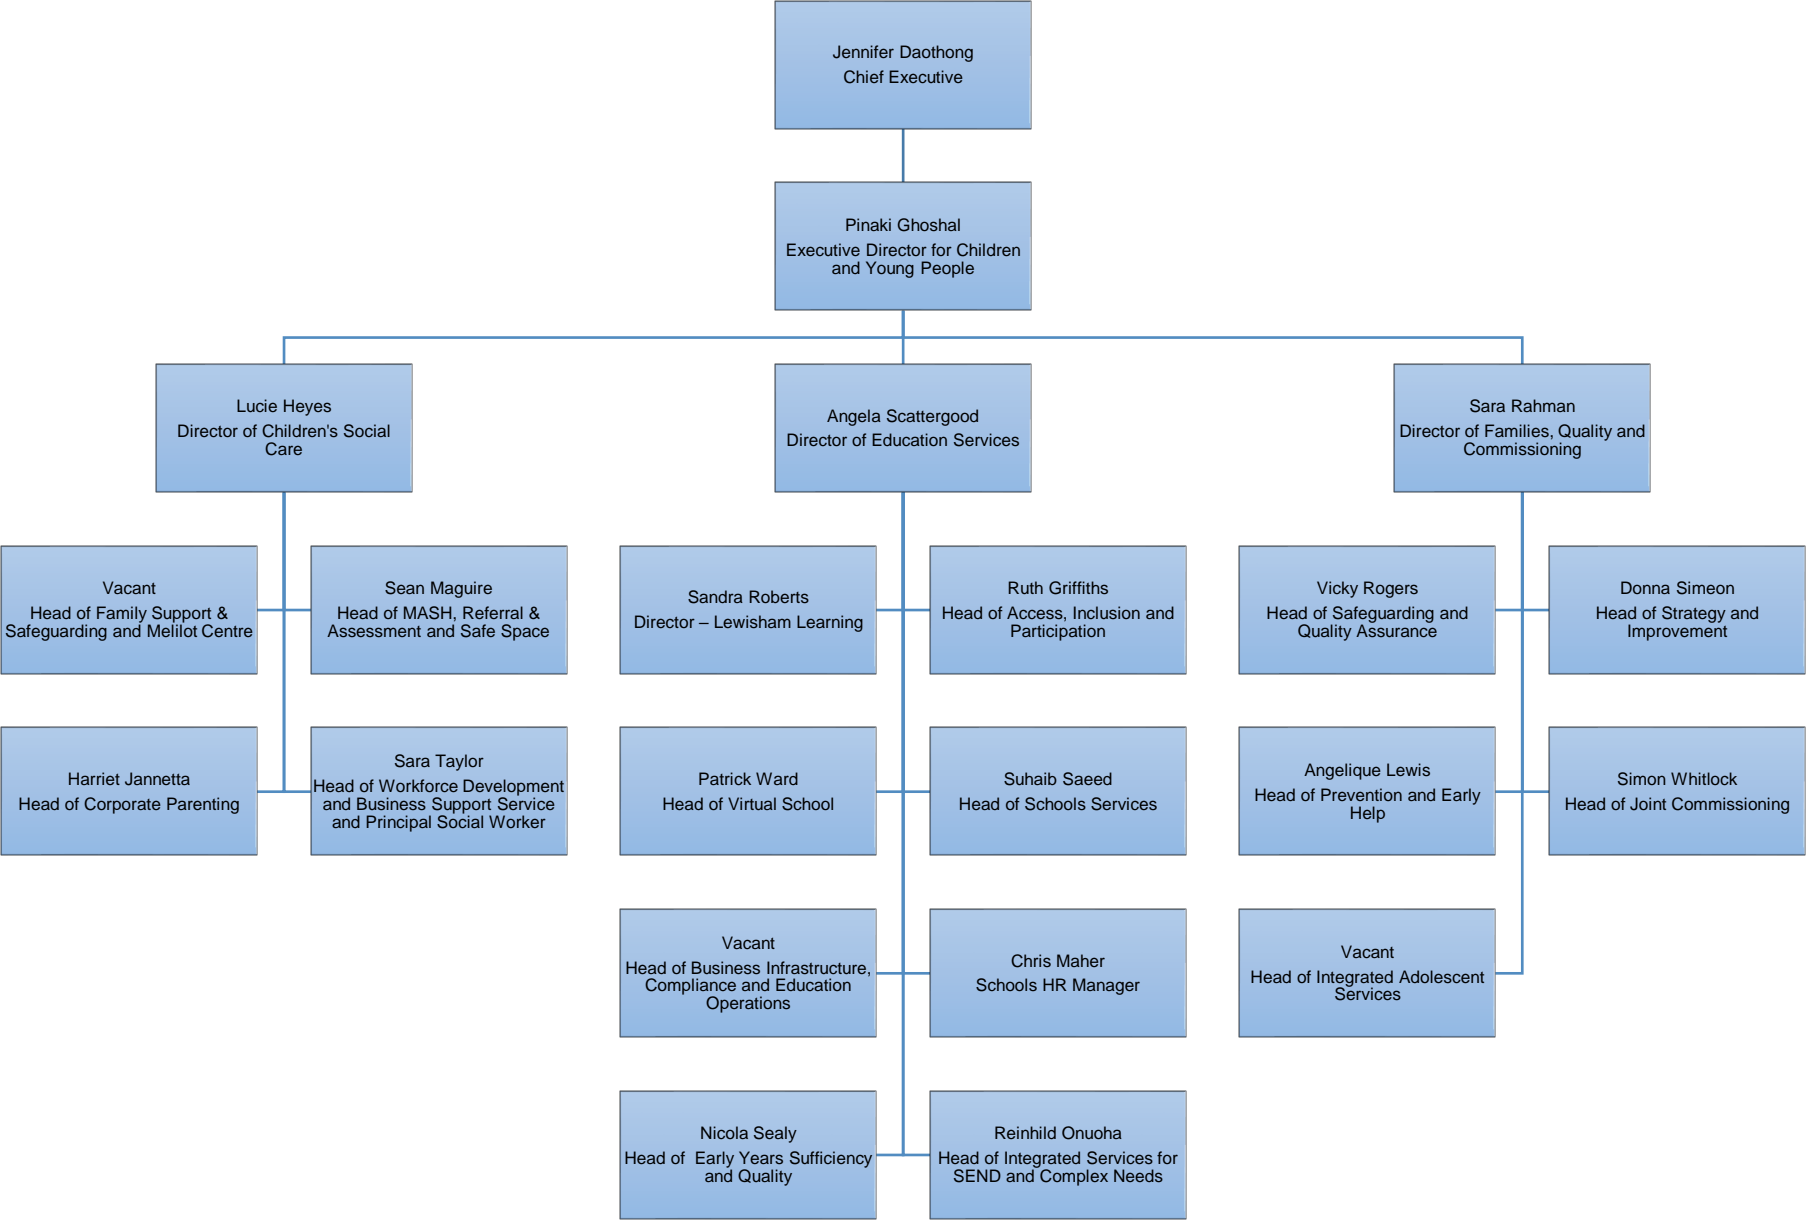 Jennifer Daothong
Chief Executive
Pinaki Ghoshal
Executive Director for Children
and Young People
Lucie Heyes
Director of Children's Social
Care
Angela Scattergood
Director of Education Services
Sara Rahman
Director of Families, Quality and
Commissioning
Vacant
Head of Family Support &
Safeguarding and Melilot Centre
Sean Maguire
Head of MASH, Referral &
Assessment and Safe Space
Sandra Roberts
Director – Lewisham Learning
Ruth Griffiths
Head of Access, Inclusion and
Participation
Vicky Rogers
Head of Safeguarding and
Quality Assurance
Donna Simeon
Head of Strategy and
Improvement
Harriet Jannetta
Head of Corporate Parenting
Sara Taylor
Head of Workforce Development
and Business Support Service
and Principal Social Worker
Patrick Ward
Head of Virtual School
Suhaib Saeed
Head of Schools Services
Angelique Lewis
Head of Prevention and Early
Help
Simon Whitlock
Head of Joint Commissioning
Vacant
Head of Business Infrastructure,
Compliance and Education
Operations
Chris Maher
Schools HR Manager
Vacant
Head of Integrated Adolescent
Services
Nicola Sealy
Head of  Early Years Sufficiency
and Quality
Reinhild Onuoha
Head of Integrated Services for
SEND and Complex Needs